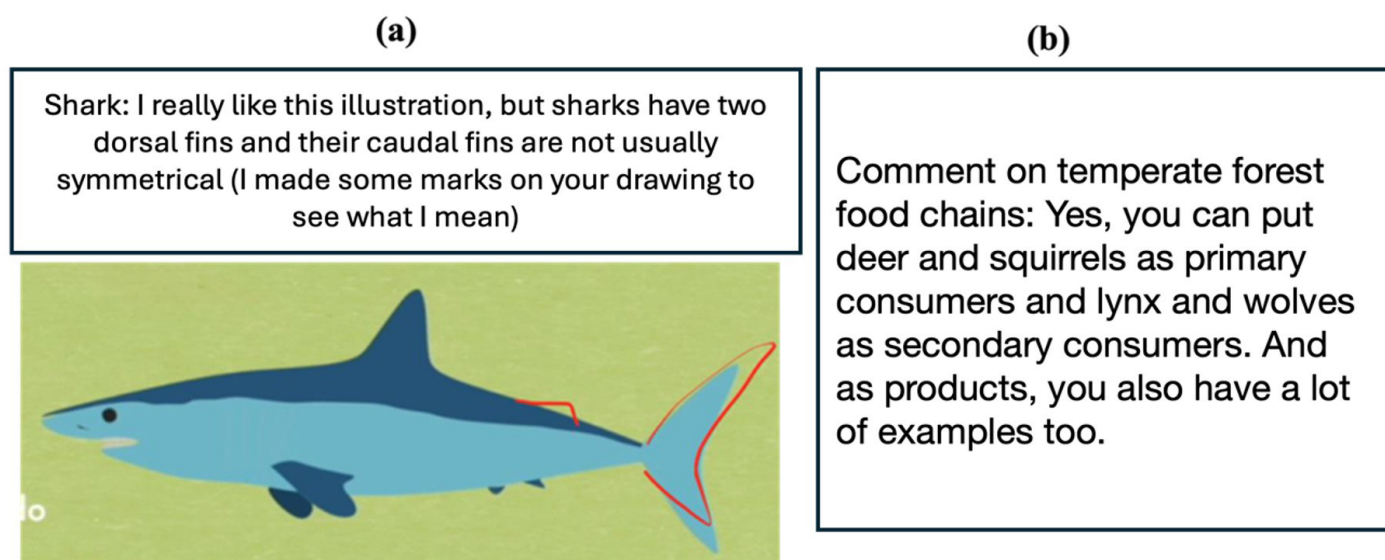 (a)
Shark: I really like this illustration, but sharks have two
dorsal fins and their caudal fins are not usually
symmetrical (I made some marks on your drawing to
see what I mean)
lo
(b)
Comment on temperate forest
food chains: Yes, you can put
deer and squirrels as primary
consumers and lynx and wolves
as secondary consumers. And
as products, you also have a lot
of examples too.